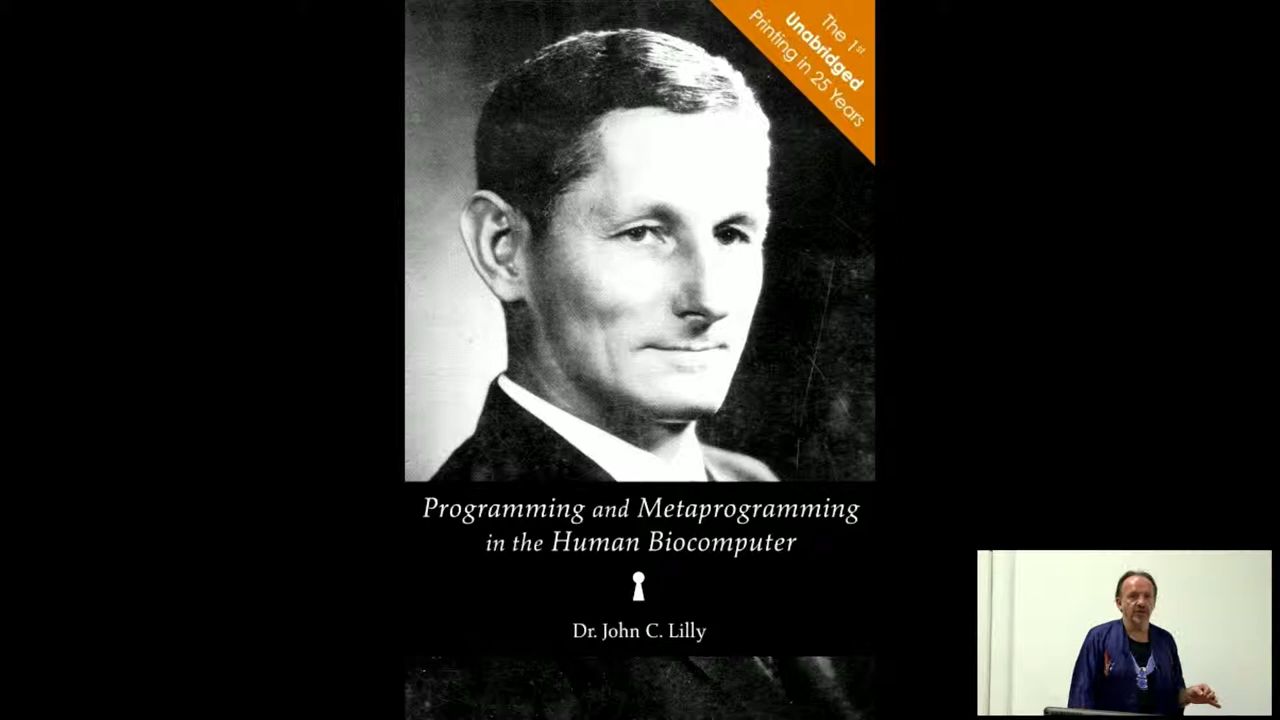 The 1st
Unabridged
Printing in 25 Years
Programming and Metaprogramming
in the Human Biocomputer
Dr. John C. Lilly